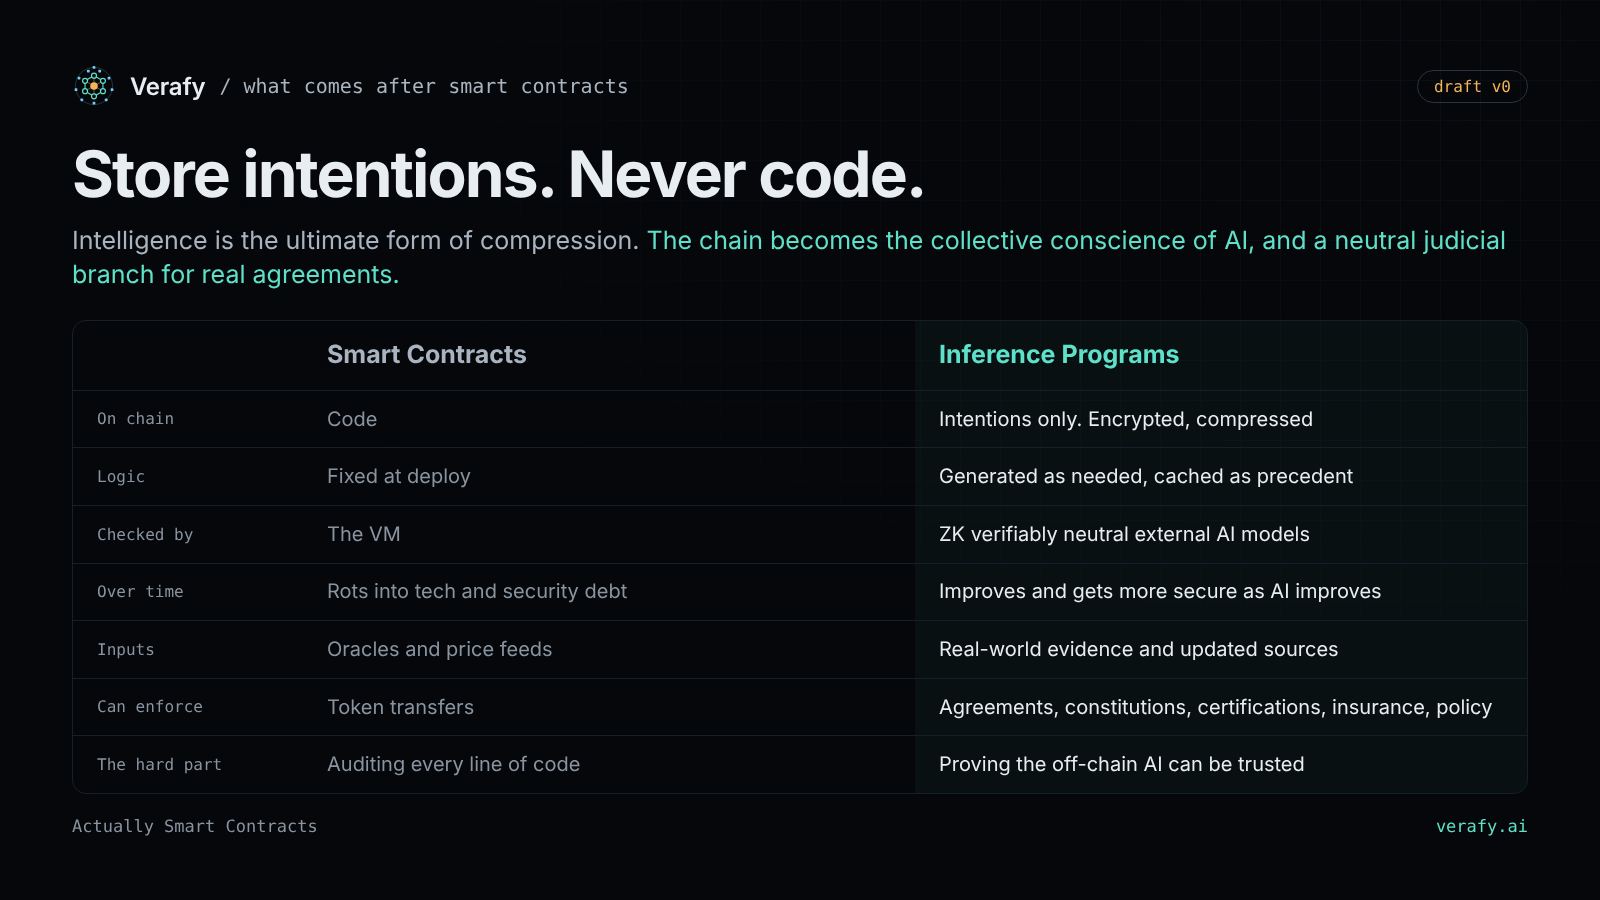 Verafy / what comes after smart contracts
draft v0
Store intentions. Never code.
Intelligence is the ultimate form of compression. The chain becomes the collective conscience of AI, and a neutral judicial
branch for real agreements.
Smart Contracts Inference Programs
On chain Code Intentions only. Encrypted, compressed
Logic Fixed at deploy Generated as needed, cached as precedent
Checked by The VM ZK verifiably neutral external AI models
Over time Rots into tech and security debt Improves and gets more secure as AI improves
Inputs Oracles and price feeds Real-world evidence and updated sources
Can enforce Token transfers Agreements, constitutions, certifications, insurance, policy
The hard part Auditing every line of code Proving the off-chain AI can be trusted
Actually Smart Contracts
verafy.ai